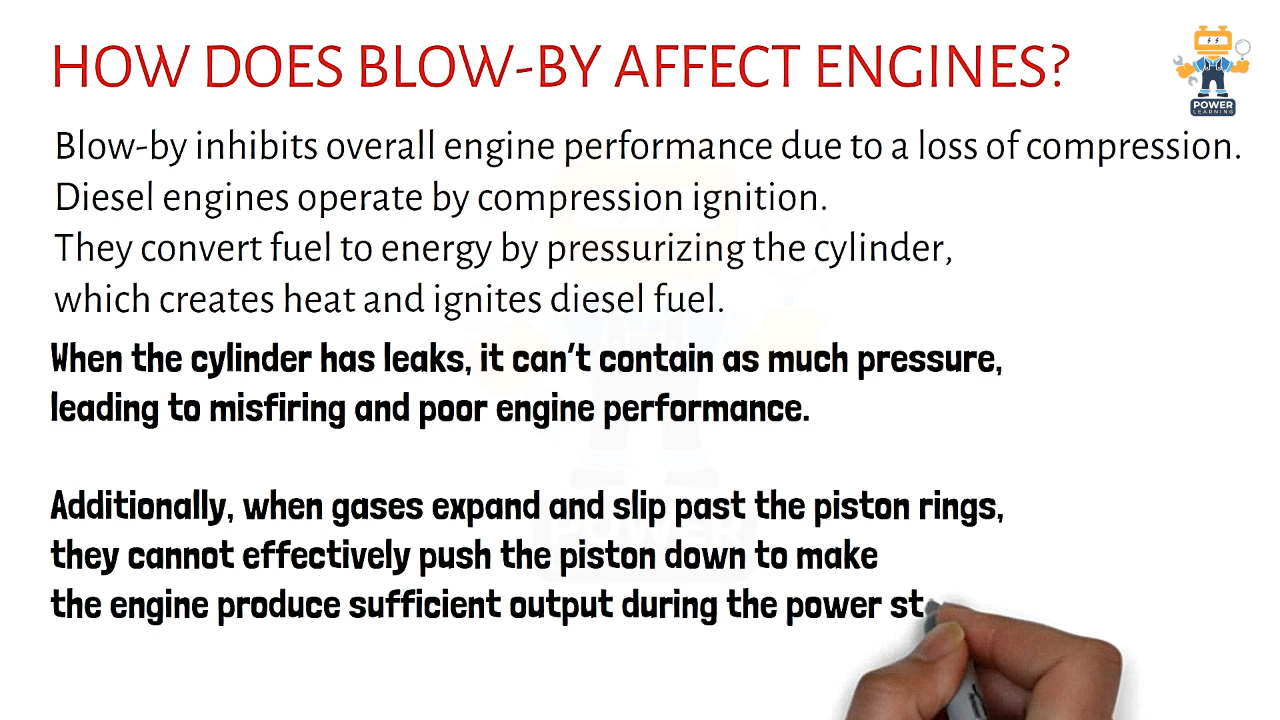 HOW DOES BLOW-BY AFFECT ENGINES?
POWER
LEARNING
Blow-by inhibits overall engine performance due to a loss of compression.
Diesel engines operate by compression ignition.
They convert fuel to energy by pressurizing the cylinder,
which creates heat and ignites diesel fuel.
When the cylinder has leaks, it can't contain as much pressure,
leading to misfiring and poor engine performance.
Additionally, when gases expand and slip past the piston rings,
they cannot effectively push the piston down to make
the engine produce sufficient output during the power st
POWER